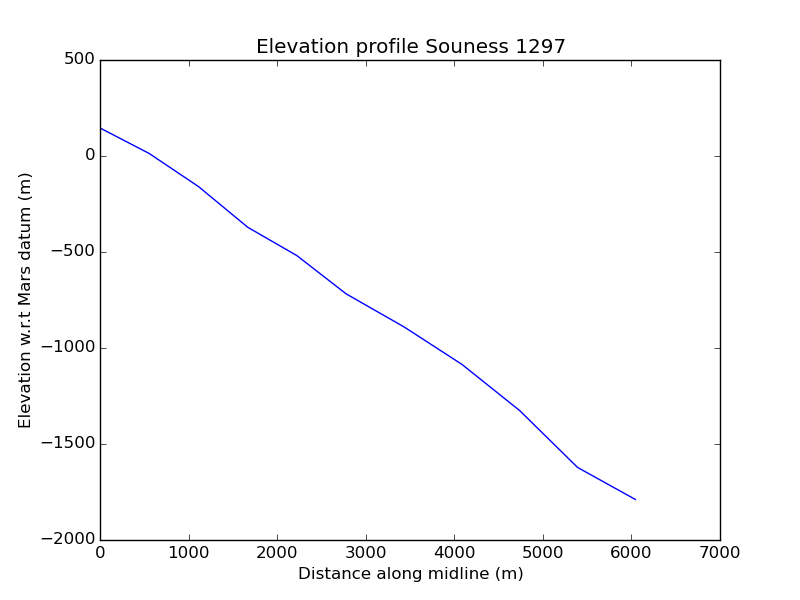 Elevation profile Souness 1297
500
0
−500
−1000
−1500
−2000
Elevation w.r.t Mars datum (m)
0 1000 2000 3000 4000 5000 6000 7000
Distance along midline (m)